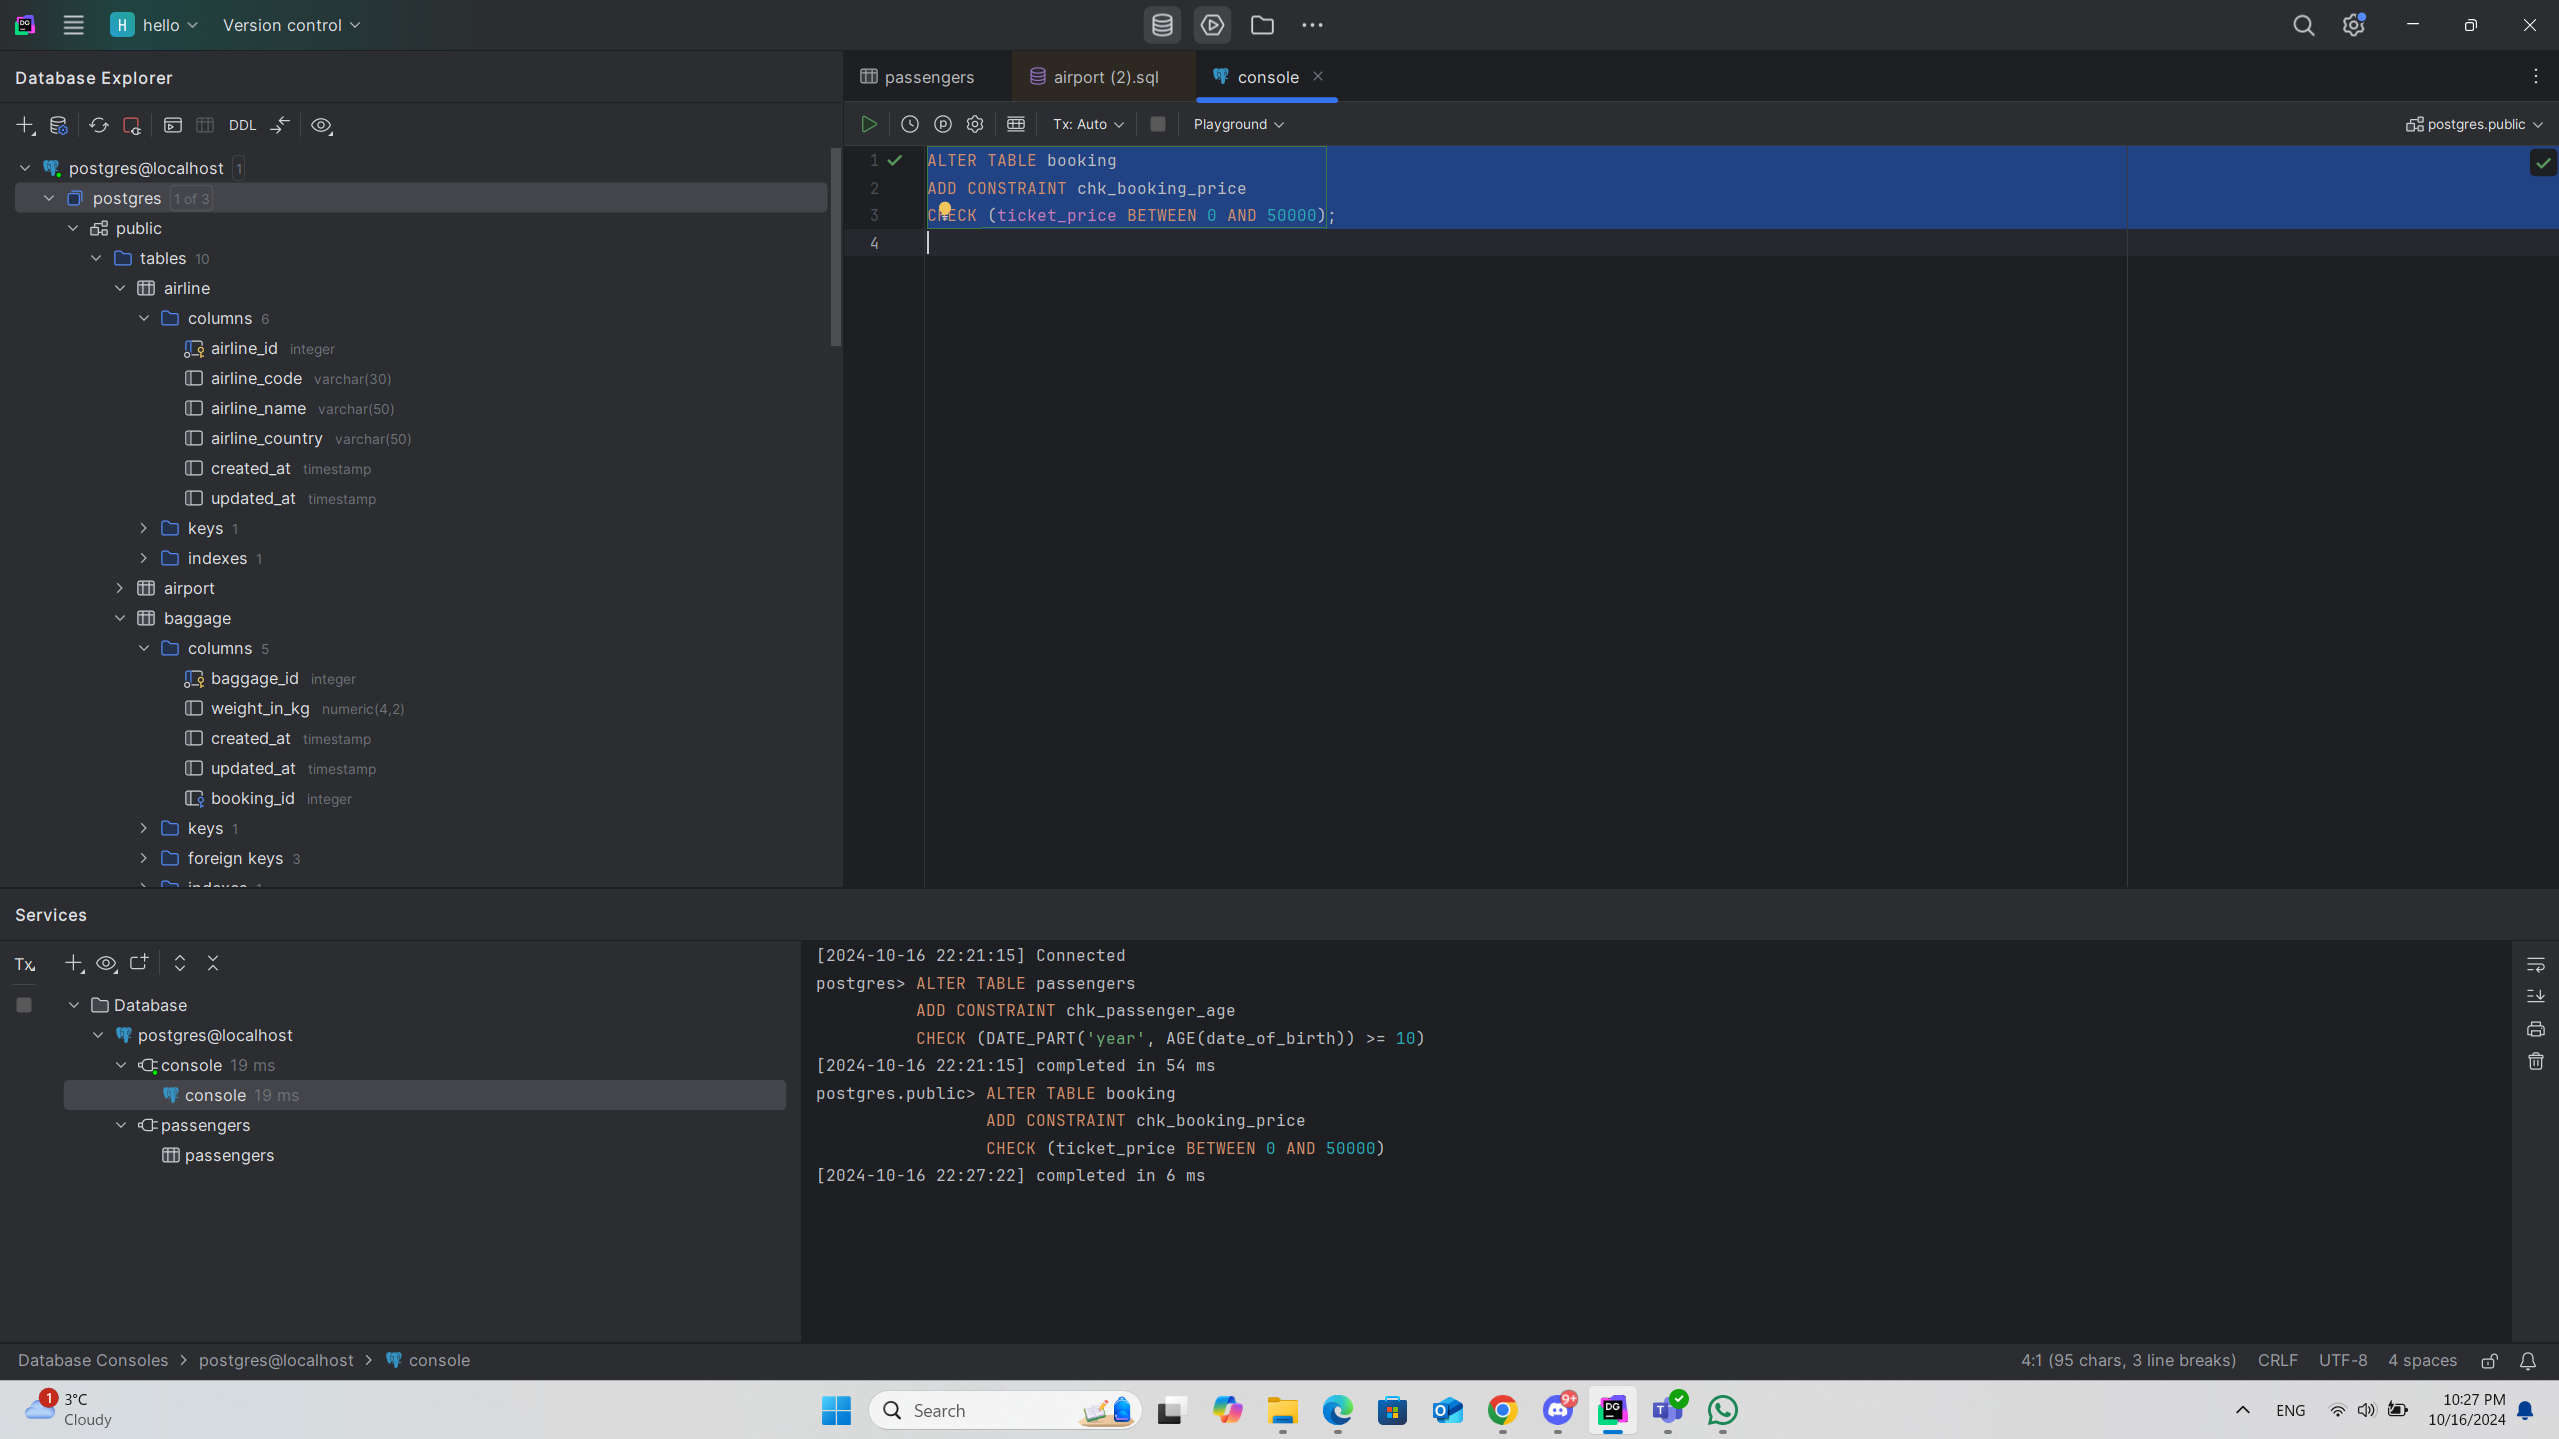 H hello Version control
Database Explorer
passengers airport (2).sql console
DDL
Tx: Auto Playground postgres.public
postgres@localhost 1
postgres 1 of 3
public
tables 10
airline
columns 6
airline_id integer
airline_code varchar(30)
airline_name varchar(50)
airline_country varchar(50)
created_at timestamp
updated_at timestamp
keys 1
indexes 1
airport
baggage
columns 5
baggage_id integer
weight_in_kg numeric(4,2)
created_at timestamp
updated_at timestamp
booking_id integer
keys 1
foreign keys 3
indexes 1
1 ALTER TABLE booking
2 ADD CONSTRAINT chk_booking_price
3 CHECK (ticket_price BETWEEN 0 AND 50000);
4
Services
Tx
Database
postgres@localhost
console 19 ms
console 19 ms
passengers
passengers
[2024-10-16 22:21:15] Connected
postgres> ALTER TABLE passengers
ADD CONSTRAINT chk_passenger_age
CHECK (DATE_PART('year', AGE(date_of_birth)) >= 10)
[2024-10-16 22:21:15] completed in 54 ms
postgres.public> ALTER TABLE booking
ADD CONSTRAINT chk_booking_price
CHECK (ticket_price BETWEEN 0 AND 50000)
[2024-10-16 22:27:22] completed in 6 ms
Database Consoles > postgres@localhost > console
4:1 (95 chars, 3 line breaks) CRLF UTF-8 4 spaces
1 3°C
Cloudy
Search
9+
DG
ENG
10:27 PM
10/16/2024